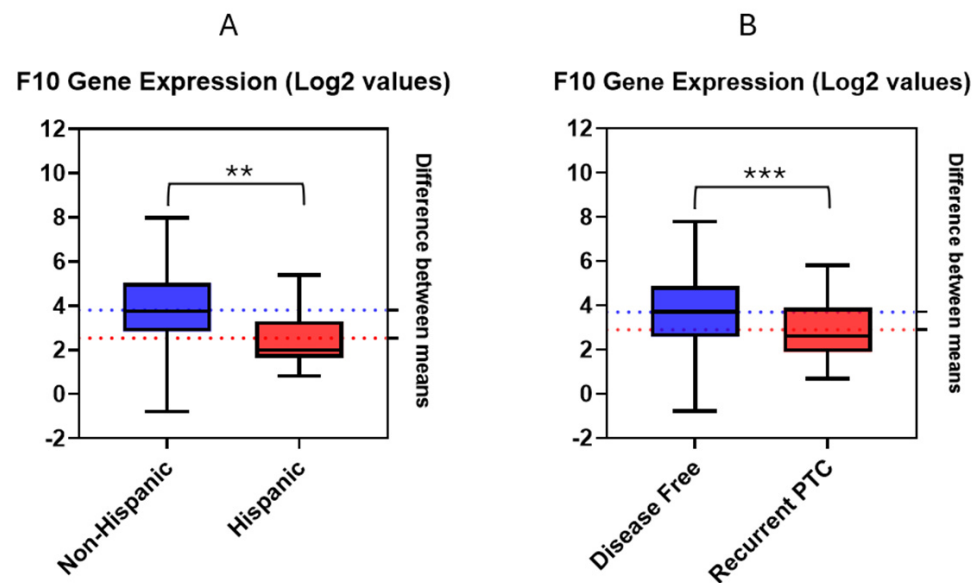 A
F10 Gene Expression (Log2 values)
12
10
8
6
4
2
0
-2
**
Difference between means
Non-Hispanic
Hispanic
B
F10 Gene Expression (Log2 values)
12
10
8
6
4
2
0
-2
***
Difference between means
Disease Free
Recurrent PTC